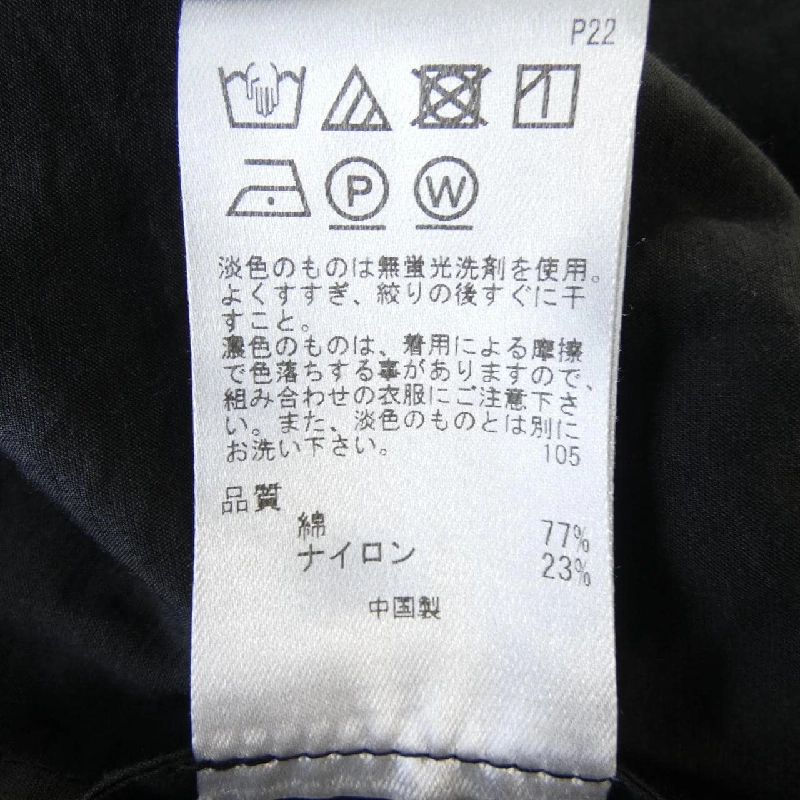 P22
P W
淡色のものは無蛍光洗剤を使用。
よくすすぎ、絞りの後すぐに干
すこと。
濃色のものは、着用による摩擦
で色落ちする事がありますので、
組み合わせの衣服にご注意下さ
い。また、淡色のものとは別に
お洗い下さい。
105
品質
綿 77%
ナイロン 23%
中国製